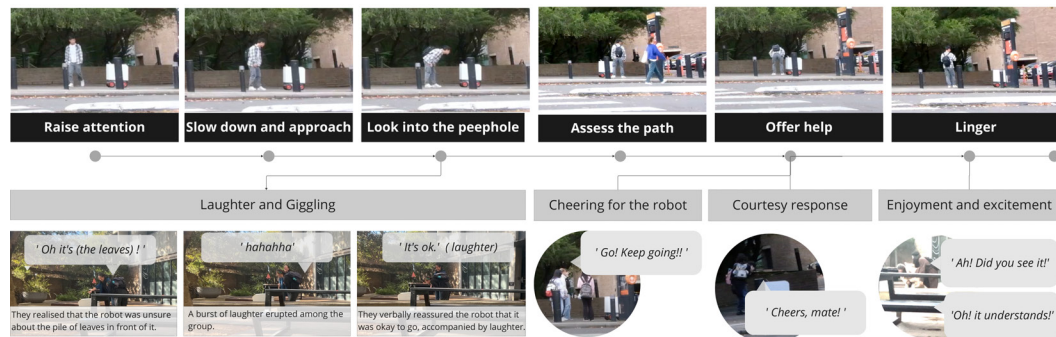 Raise attention
Slow down and approach
Look into the peephole
Assess the path
Offer help
Linger
Laughter and Giggling
Cheering for the robot
Courtesy response
Enjoyment and excitement
' Oh it's (the leaves) ! '
They realised that the robot was unsure
about the pile of leaves in front of it.
' hahahha'
A burst of laughter erupted among the
group.
' It's ok.' ( laughter)
They verbally reassured the robot that it
was okay to go, accompanied by laughter.
' Go! Keep going!! '
' Cheers, mate! '
' Ah! Did you see it!'
'Oh! it understands!'